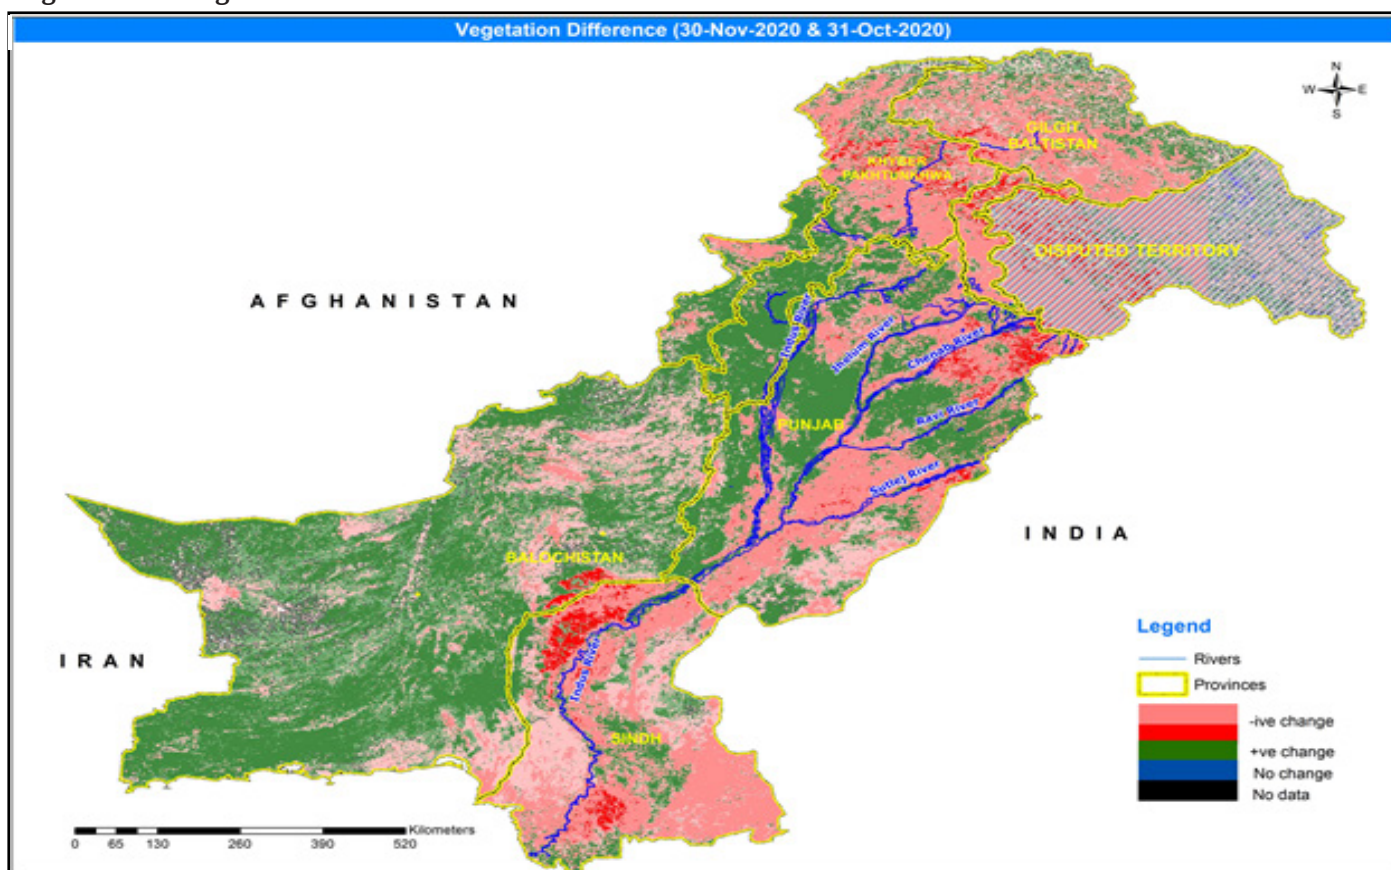 Vegetation Difference (30-Nov-2020 & 31-Oct-2020)
N
W E
S
GILGIT
BALTISTAN
KHYBER
PAKHTUNKHWA
DISPUTED TERRITORY
AFGHANISTAN
Indus River
Jhelum River
Chenab River
Ravi River
PUNJAB
Sutlej River
INDIA
BALOCHISTAN
IRAN
Indus River
SINDH
Legend
Rivers
Provinces
-ive change
+ve change
No change
No data
Kilometers
0 65 130 260 390 520